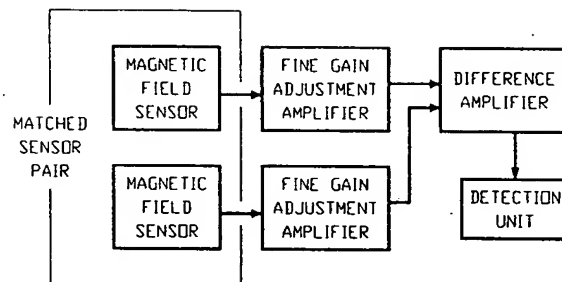 MAGNETIC
FIELD
SENSOR
FINE GAIN
ADJUSTMENT
AMPLIFIER
DIFFERENCE
AMPLIFIER
MATCHED
SENSOR
PAIR
MAGNETIC
FIELD
SENSOR
FINE GAIN
ADJUSTMENT
AMPLIFIER
DETECTION
UNIT